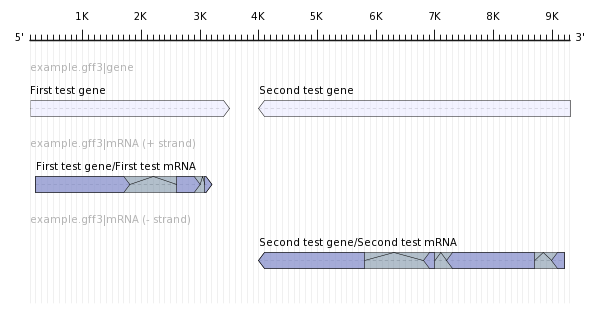 1K 2K 3K 4K 5K 6K 7K 8K 9K
5' 3'
example.gff3|gene
First test gene Second test gene
example.gff3|mRNA (+ strand)
First test gene/First test mRNA
example.gff3|mRNA (- strand)
Second test gene/Second test mRNA